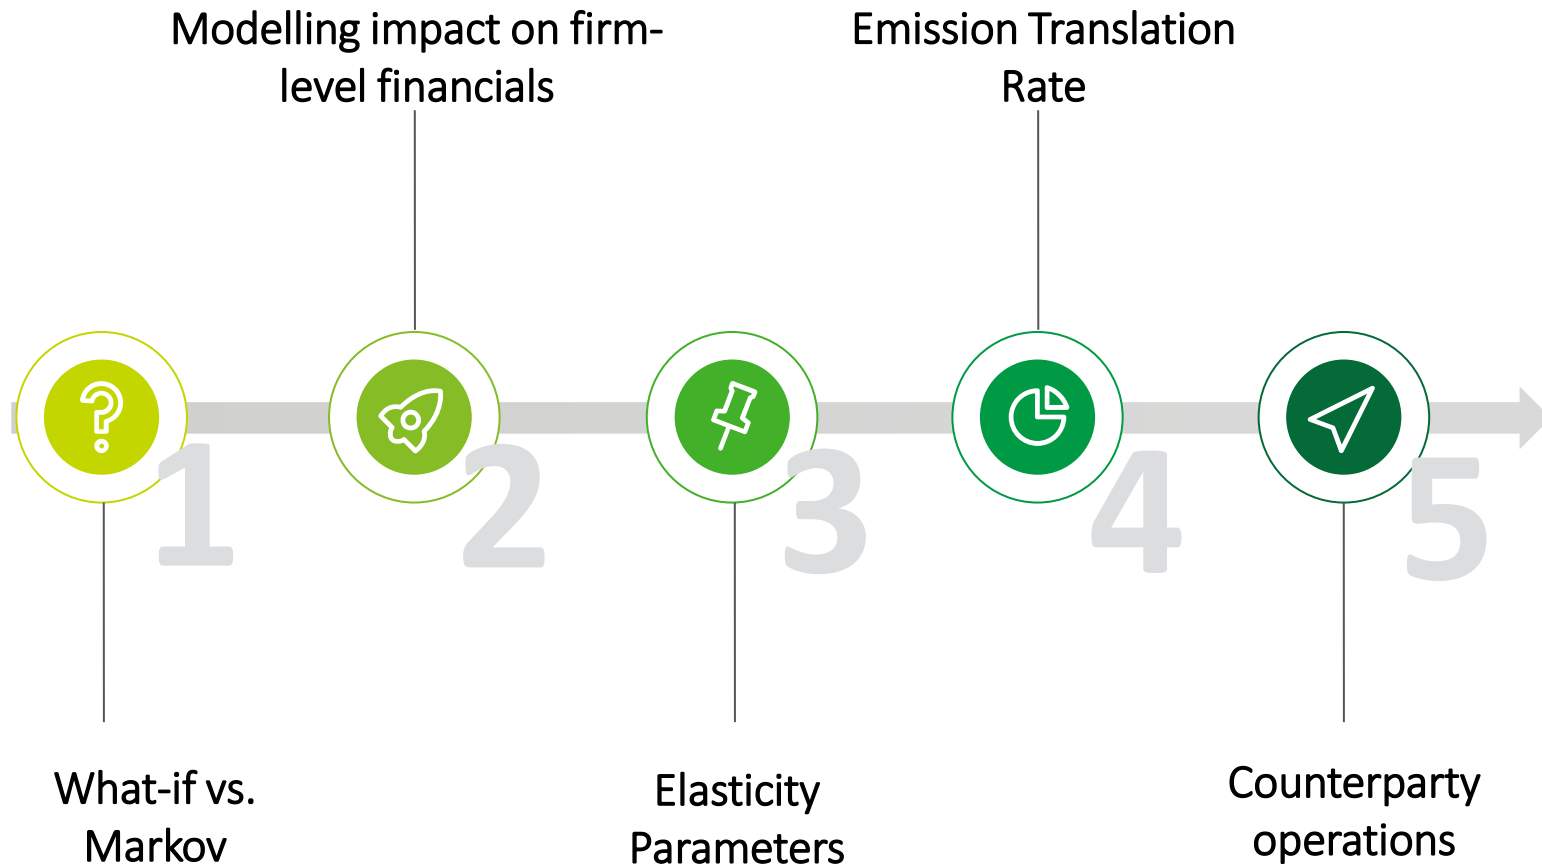 Modelling impact on firm-
level financials
Emission Translation
Rate
1
2
3
4
5
What-if vs.
Markov
Elasticity
Parameters
Counterparty
operations